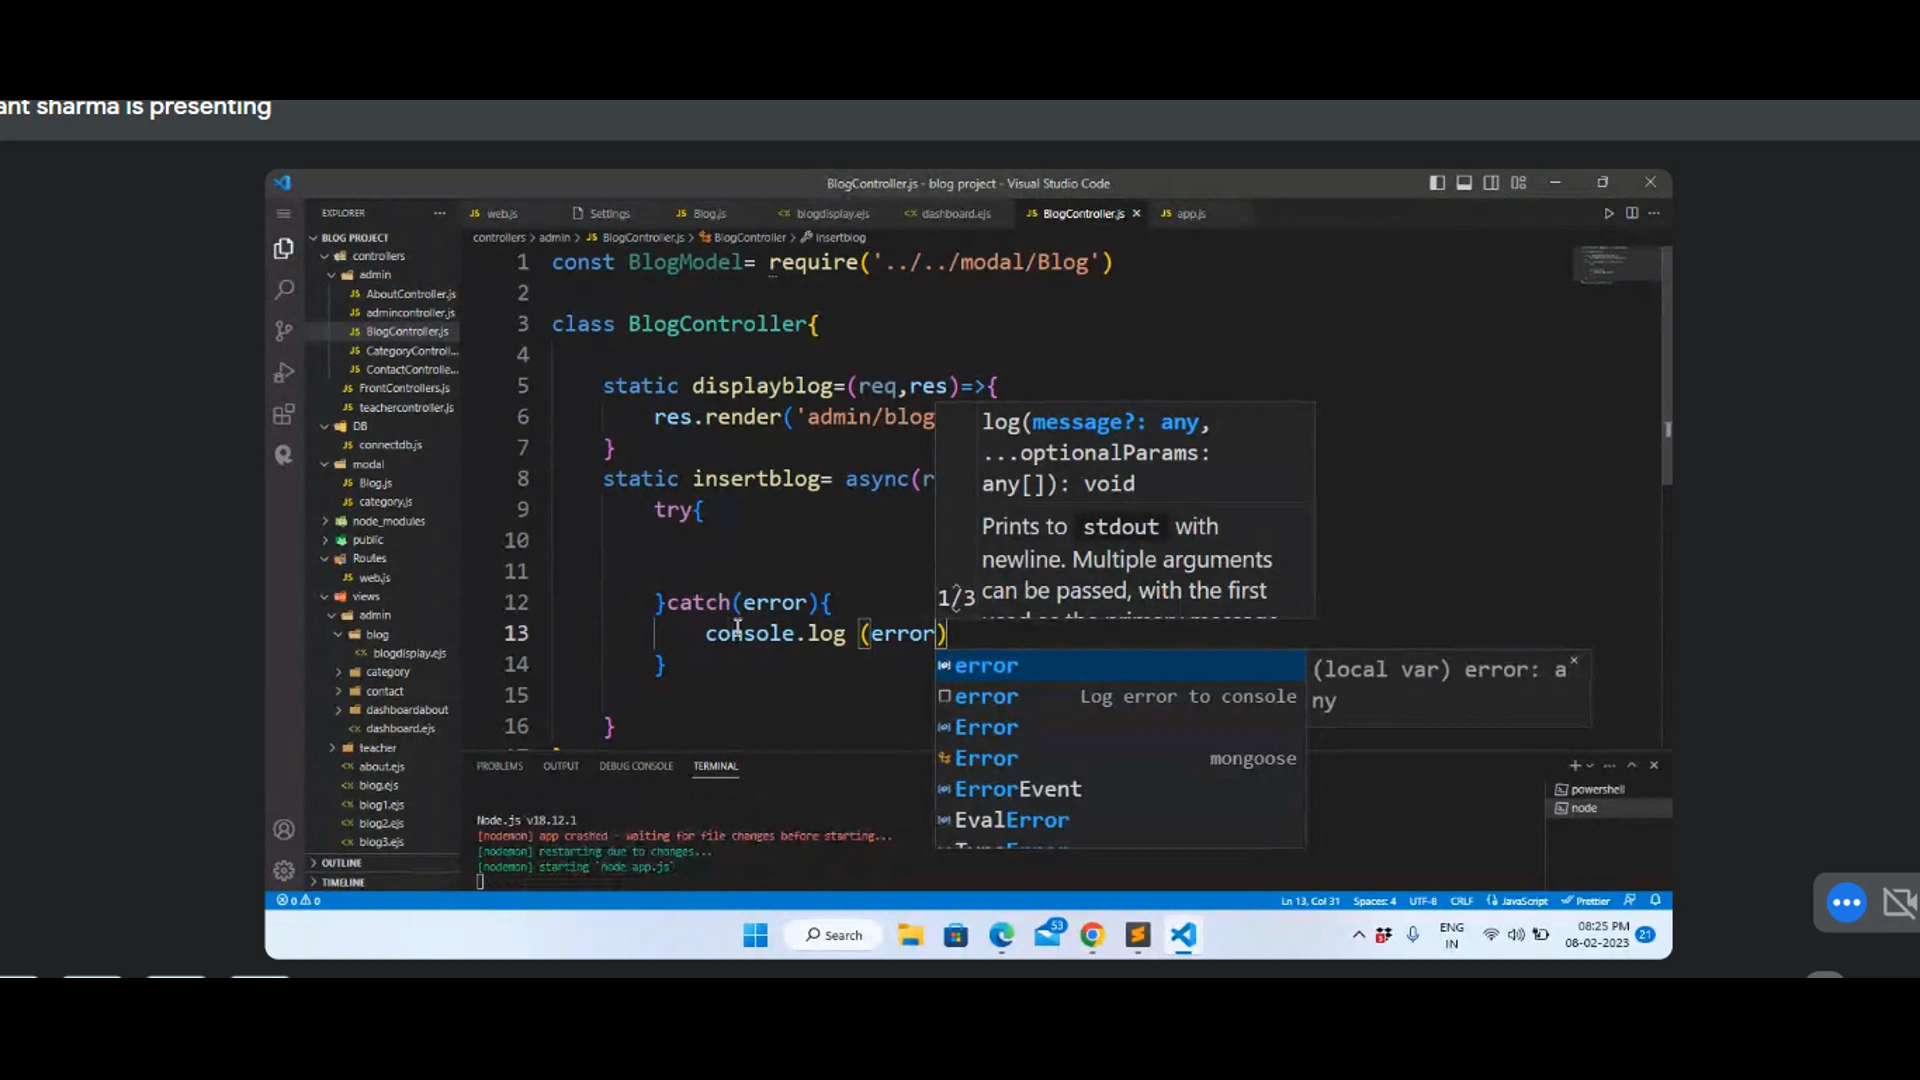 ant sharma is presenting
BlogController.js - blog project - Visual Studio Code
EXPLORER
web.js
Settings
Blog.js
blogdisplay.ejs
dashboard.ejs
BlogController.js
app.js
controllers > admin > BlogController.js > BlogController > insertblog
BLOG PROJECT
controllers
admin
AboutController.js
admincontroller.js
BlogController.js
CategoryControll...
ContactControlle...
FrontControllers.js
teachercontroller.js
DB
connectdb.js
modal
Blog.js
category.js
node_modules
public
Routes
web.js
views
admin
blog
blogdisplay.ejs
category
contact
dashboardabout
dashboard.ejs
teacher
about.ejs
blog.ejs
blog1.ejs
blog2.ejs
blog3.ejs
OUTLINE
TIMELINE
1 const BlogModel= require('../../modal/Blog')
2
3 class BlogController{
4
5 static displayblog=(req,res)=>{
6 res.render('admin/blog
7 }
8 static insertblog= async(r
9 try{
10
11
12 }catch(error){
13 console.log (error)
14 }
15
16 }
log(message?: any,
...optionalParams:
any[]): void
Prints to stdout with
newline. Multiple arguments
1/3 can be passed, with the first
error
error Log error to console
Error
Error mongoose
ErrorEvent
EvalError
(local var) error: a
ny
PROBLEMS OUTPUT DEBUG CONSOLE TERMINAL
powershell
node
Node.js v18.12.1
[nodemon] app crashed - waiting for file changes before starting...
[nodemon] restarting due to changes...
[nodemon] starting `node app.js`
0 0
Ln 13, Col 31 Spaces: 4 UTF-8 CRLF JavaScript Prettier
Search
53
ENG
IN
08:25 PM
08-02-2023
21